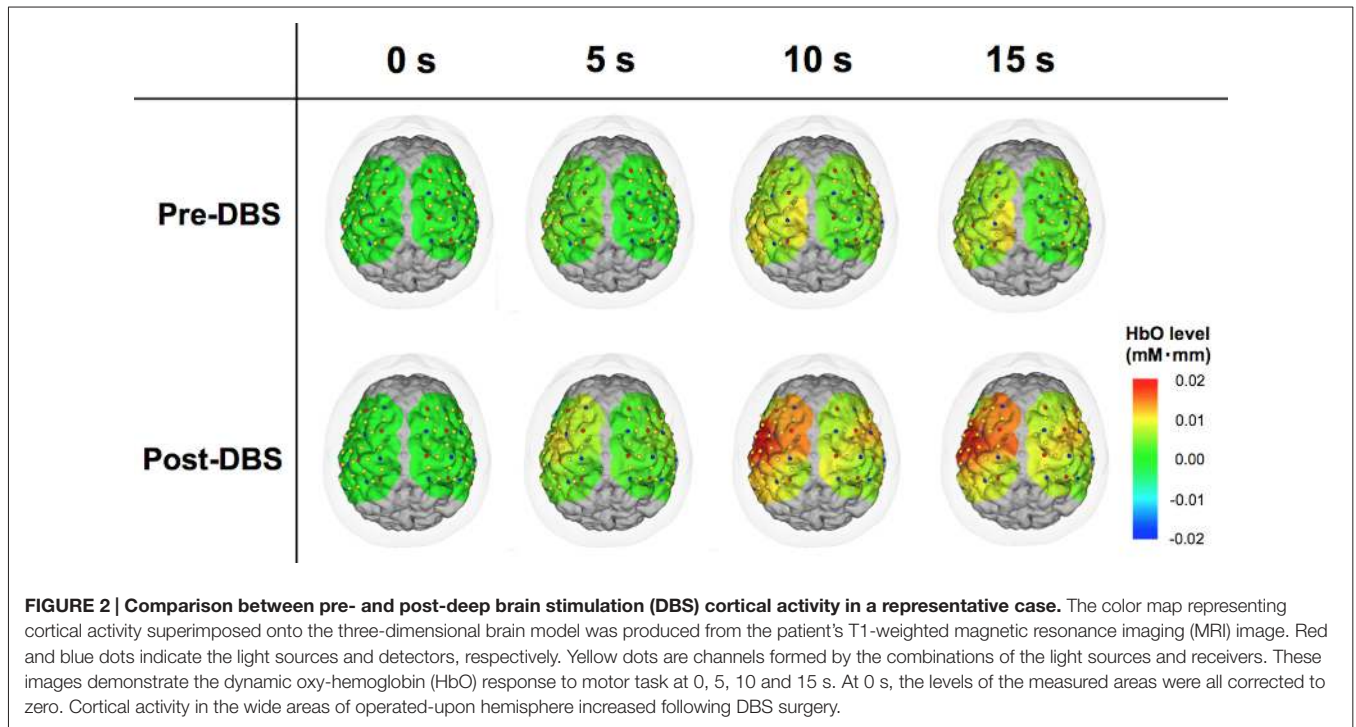 0 s 5 s 10 s 15 s
Pre-DBS
HbO level
(mM·mm)
0.02
0.01
0.00
-0.01
-0.02
Post-DBS
FIGURE 2 | Comparison between pre- and post-deep brain stimulation (DBS) cortical activity in a representative case. The color map representing
cortical activity superimposed onto the three-dimensional brain model was produced from the patient's T1-weighted magnetic resonance imaging (MRI) image. Red
and blue dots indicate the light sources and detectors, respectively. Yellow dots are channels formed by the combinations of the light sources and receivers. These
images demonstrate the dynamic oxy-hemoglobin (HbO) response to motor task at 0, 5, 10 and 15 s. At 0 s, the levels of the measured areas were all corrected to
zero. Cortical activity in the wide areas of operated-upon hemisphere increased following DBS surgery.